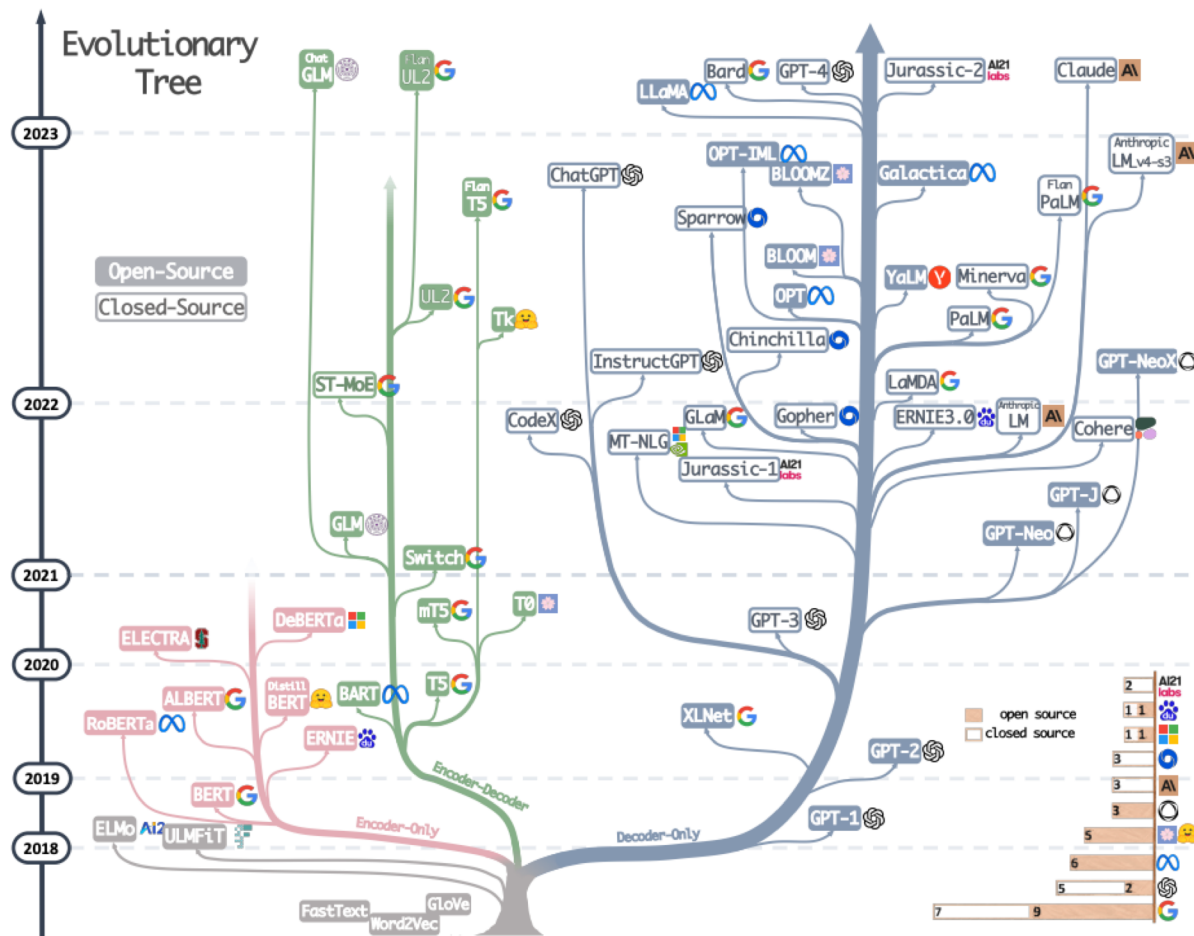 2023
2022
2021
2020
2019
2018
Evolutionary
Tree
Open-Source
Closed-Source
Chat
GLM
Flan
UL2
Flan
T5
UL2
Tk
ST-MoE
GLM
Switch
mT5
T0
T5
BART
Encoder-Decoder
DeBERTa
ELECTRA
ALBERT
Distill
BERT
RoBERTa
ERNIE
du
BERT
Encoder-Only
ELMo
Ai2
ULMFiT
FastText
Word2Vec
GloVe
Bard
GPT-4
Jurassic-2
AI21
labs
Claude
A\
LLaMA
OPT-IML
BLOOMZ
Galactica
Anthropic
LM_v4-s3
A\
ChatGPT
Flan
PaLM
Sparrow
BLOOM
YaLM
Minerva
OPT
PaLM
Chinchilla
InstructGPT
GPT-NeoX
LaMDA
CodeX
GLaM
Gopher
ERNIE3.0
du
Anthropic
LM
A\
Cohere
MT-NLG
Jurassic-1
AI21
labs
GPT-J
GPT-Neo
GPT-3
XLNet
GPT-2
GPT-1
Decoder-Only
open source
closed source
2
AI21
labs
1 1
du
1 1
3
3
A\
3
5
6
5 2
7 9